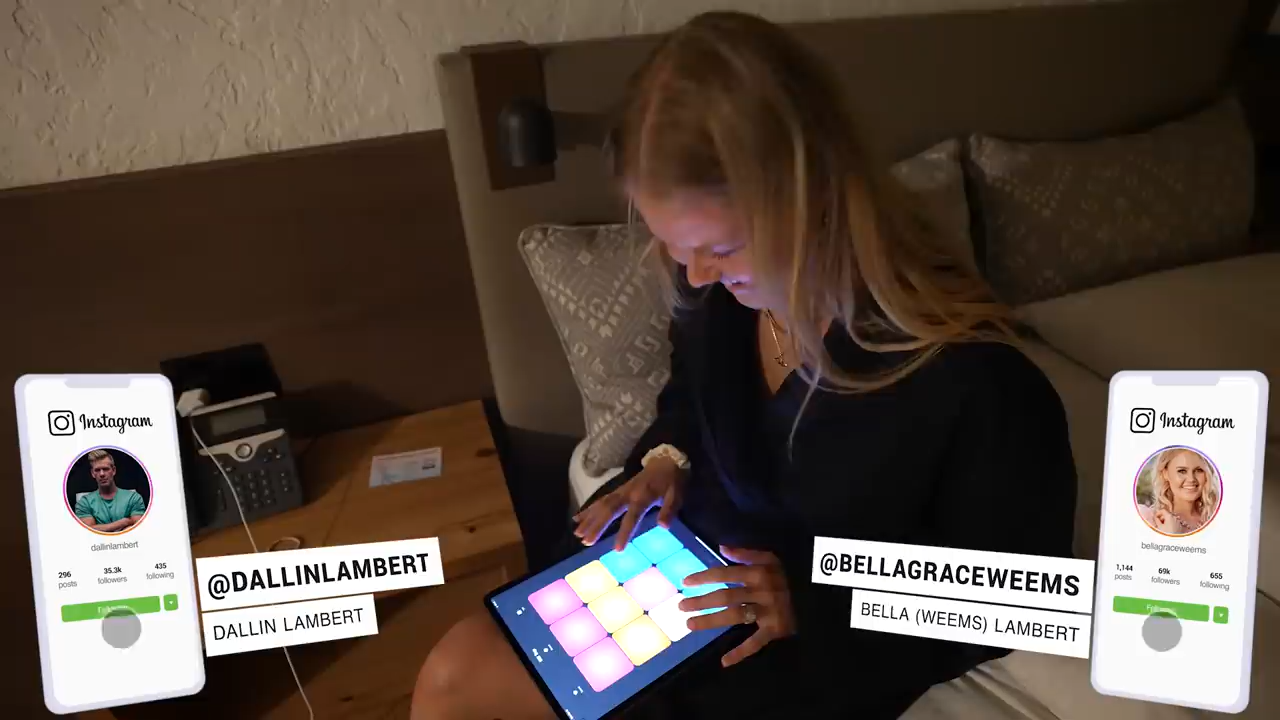 Instagram
dallinlambert
296 35.3k 435
posts followers following
@DALLINLAMBERT
DALLIN LAMBERT
Instagram
bellagraceweems
1,144 69k 655
posts followers following
@BELLAGRACEWEEMS
BELLA (WEEMS) LAMBERT